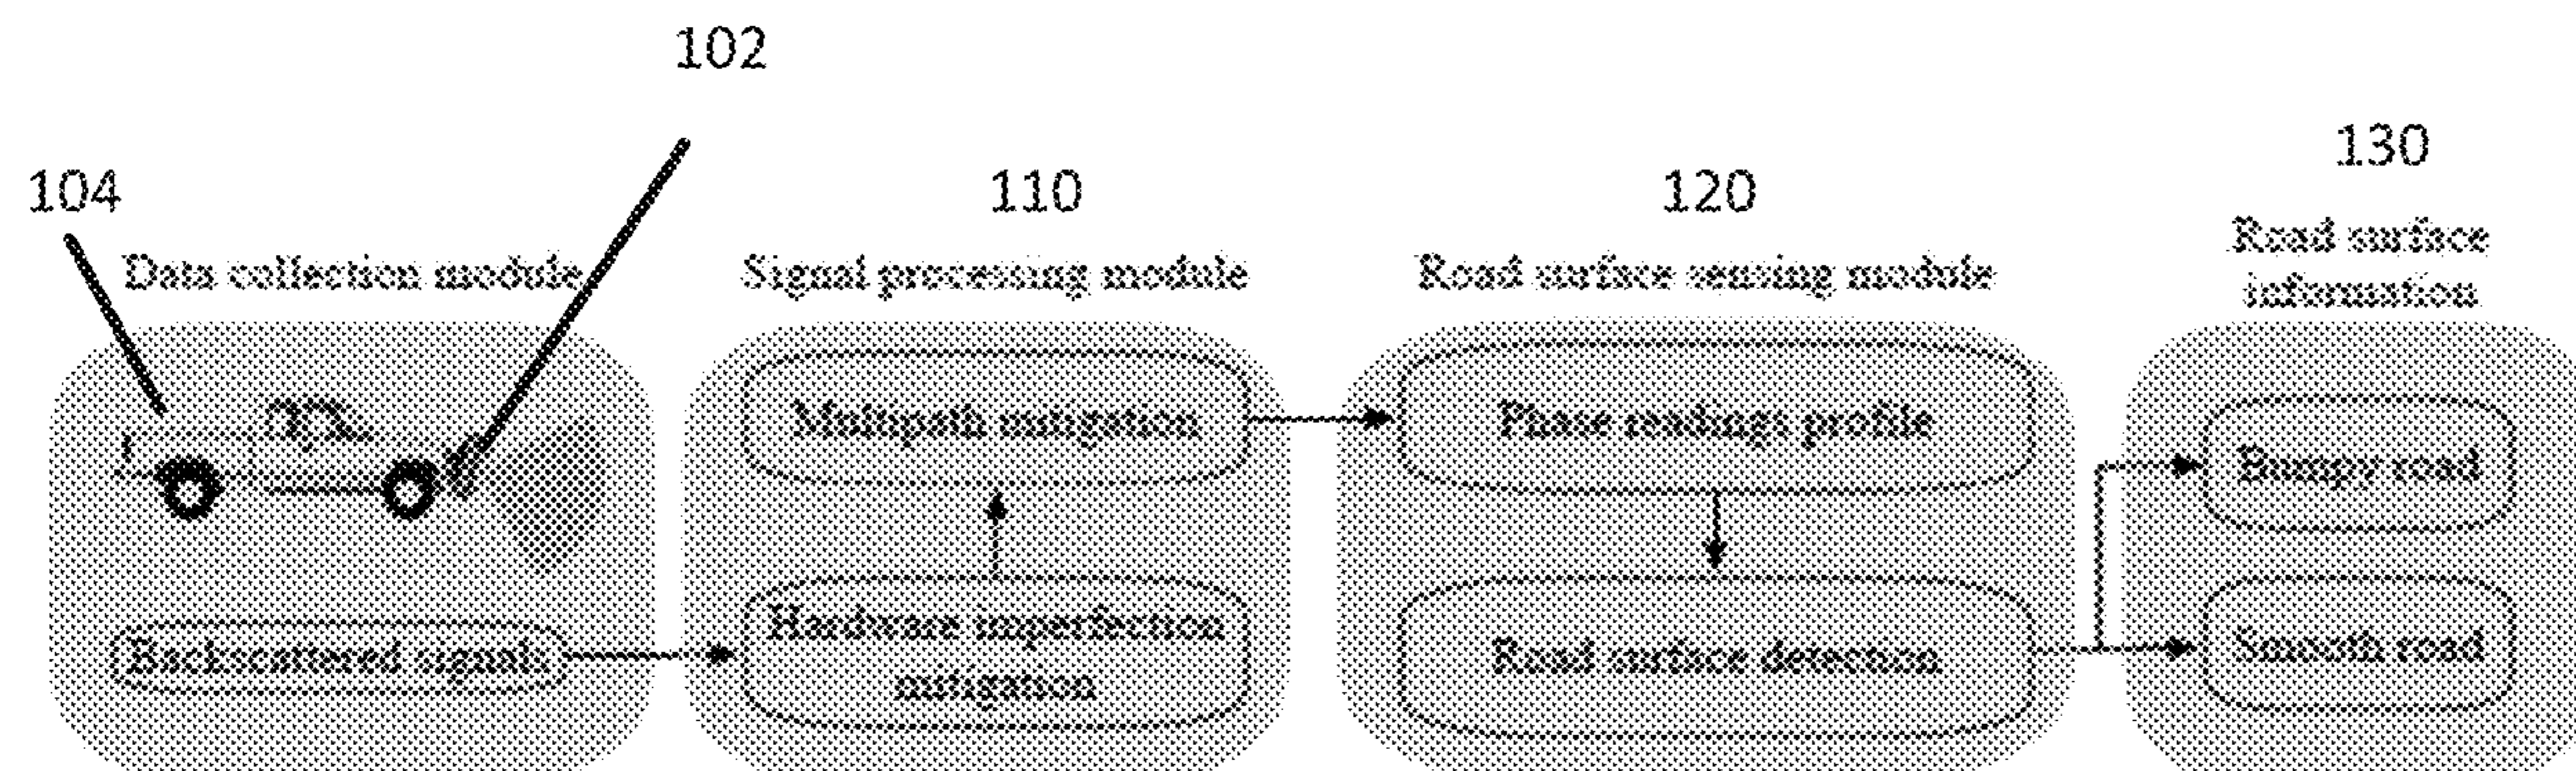 102
104
110
120
130
Data collection module
Signal processing module
Road surface sensing module
Road surface
information
Multipath mitigation
Phase readings profile
Bumpy road
Backscattered signals
Hardware imperfection
mitigation
Road surface detection
Smooth road